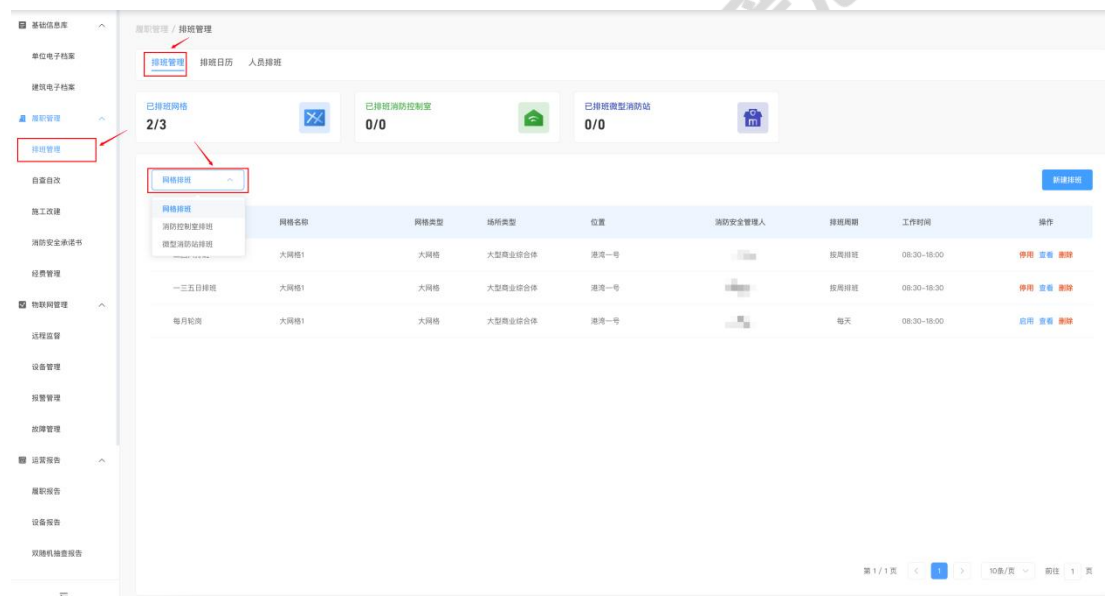 基础信息库
单位电子档案
建筑电子档案
履职管理
排班管理
自查自改
施工改建
消防安全承诺书
经费管理
物联网管理
远程监督
设备管理
报警管理
故障管理
运营报告
履职报告
设备报告
双随机抽查报告
履职管理 / 排班管理
排班管理 排班日历 人员排班
已排班网格 已排班消防控制室 已排班微型消防站
2/3 0/0 0/0
网格排班 新建排班
网格排班
消防控制室排班
微型消防站排班
网格名称 网格类型 场所类型 位置 消防安全管理人 排班周期 工作时间 操作
大网格1 大网格 大型商业综合体 港湾一号 按周排班 08:30-18:00 停用 查看 删除
一三五日排班 大网格1 大网格 大型商业综合体 港湾一号 按周排班 08:30-18:30 停用 查看 删除
每月轮岗 大网格1 大网格 大型商业综合体 港湾一号 每天 08:30-18:00 启用 查看 删除
第 1 / 1 页 < 1 > 10条/页 前往 1 页